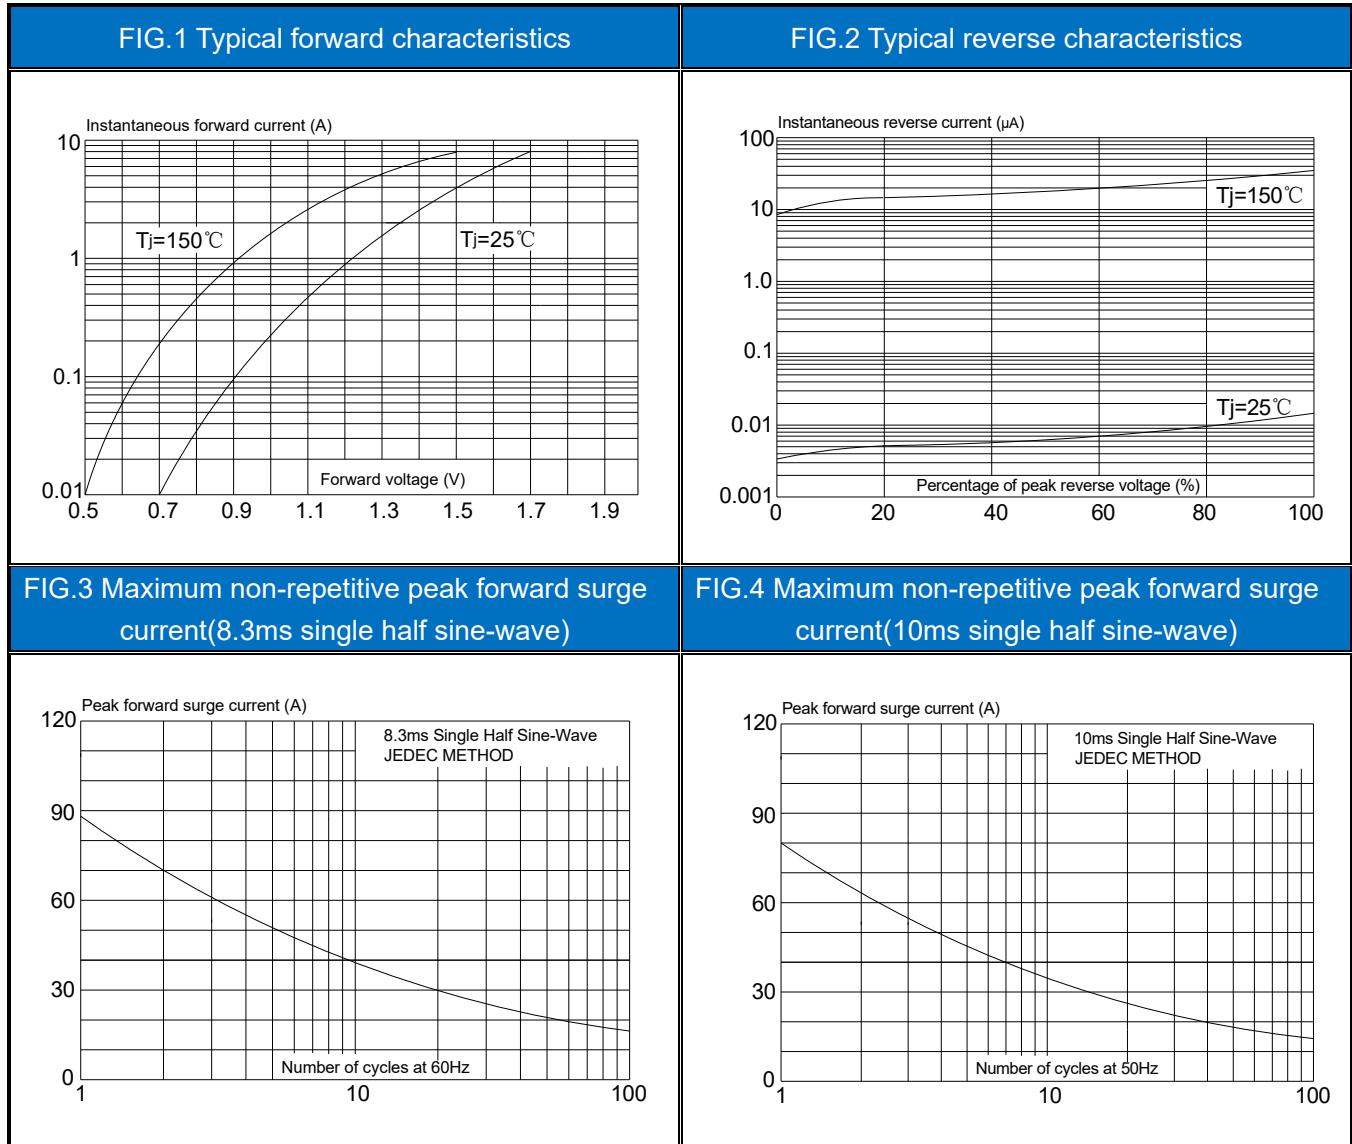 FIG.1 Typical forward characteristics
Instantaneous forward current (A)
10
1
0.1
0.01
Tj=150℃
Tj=25℃
Forward voltage (V)
0.5 0.7 0.9 1.1 1.3 1.5 1.7 1.9
FIG.2 Typical reverse characteristics
Instantaneous reverse current (μA)
100
10
1.0
0.1
0.01
0.001
Tj=150℃
Tj=25℃
Percentage of peak reverse voltage (%)
0 20 40 60 80 100
FIG.3 Maximum non-repetitive peak forward surge
current(8.3ms single half sine-wave)
Peak forward surge current (A)
120
90
60
30
0
8.3ms Single Half Sine-Wave
JEDEC METHOD
Number of cycles at 60Hz
1 10 100
FIG.4 Maximum non-repetitive peak forward surge
current(10ms single half sine-wave)
Peak forward surge current (A)
120
90
60
30
0
10ms Single Half Sine-Wave
JEDEC METHOD
Number of cycles at 50Hz
1 10 100